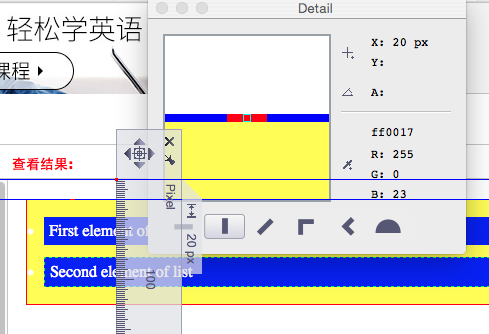 Detail
轻松学英语
课程
X: 20 px
Y:
A:
ff0017
R: 255
G: 0
B: 23
查看结果:
Pixel
20 px
100
First element of
Second element of list